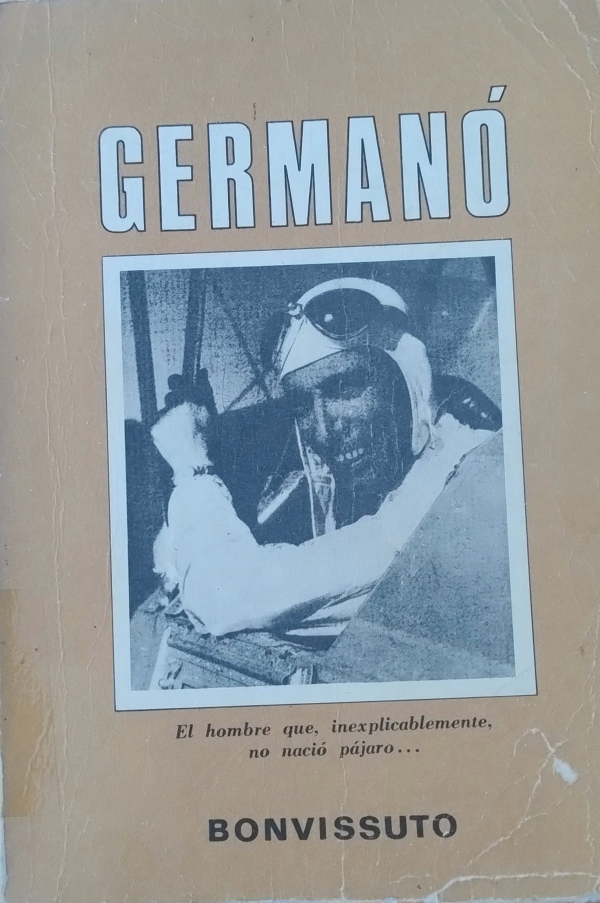 GERMANÓ
El hombre que, inexplicablemente,
no nació pájaro...
BONVISSUTO